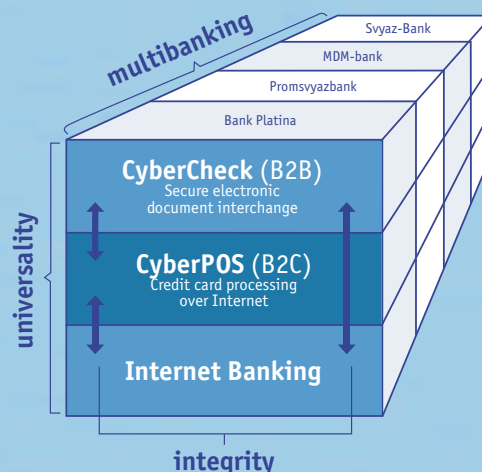 multibanking
Svyaz-Bank
MDM-bank
Promsvyazbank
Bank Platina
universality
CyberCheck (B2B)
Secure electronic
document interchange
CyberPOS (B2C)
Credit card processing
over Internet
Internet Banking
integrity